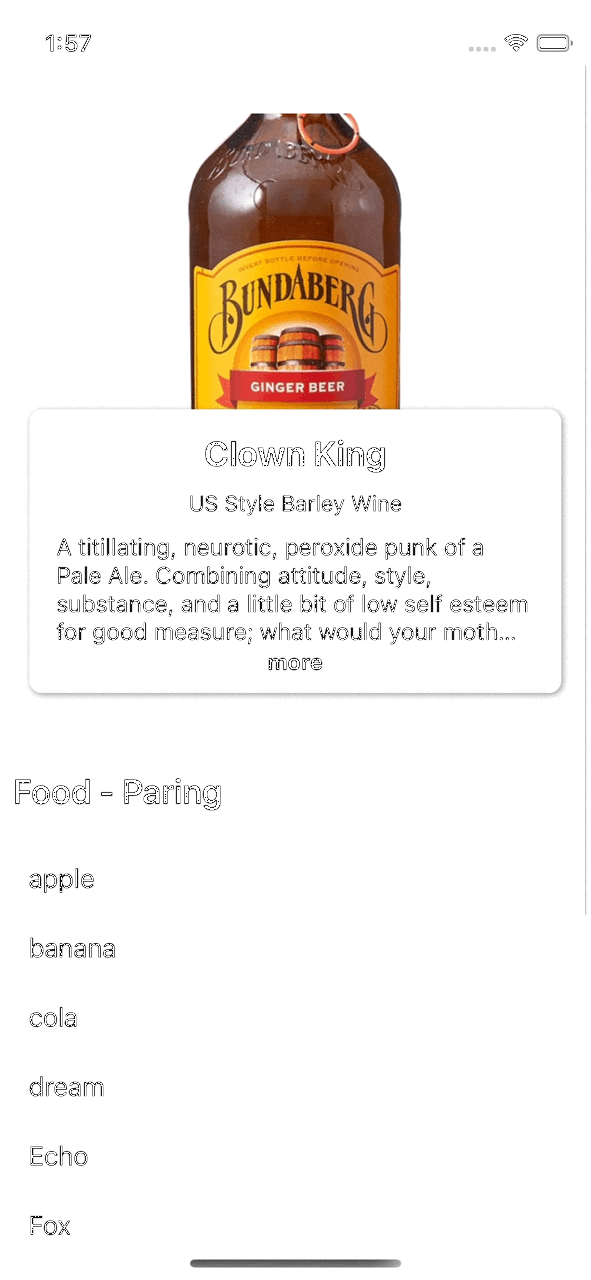 1:57
INVERT BOTTLE BEFORE OPENING
BUNDABERG
GINGER BEER
Clown King
US Style Barley Wine
A titillating, neurotic, peroxide punk of a
Pale Ale. Combining attitude, style,
substance, and a little bit of low self esteem
for good measure; what would your moth...
more
Food - Paring
apple
banana
cola
dream
Echo
Fox